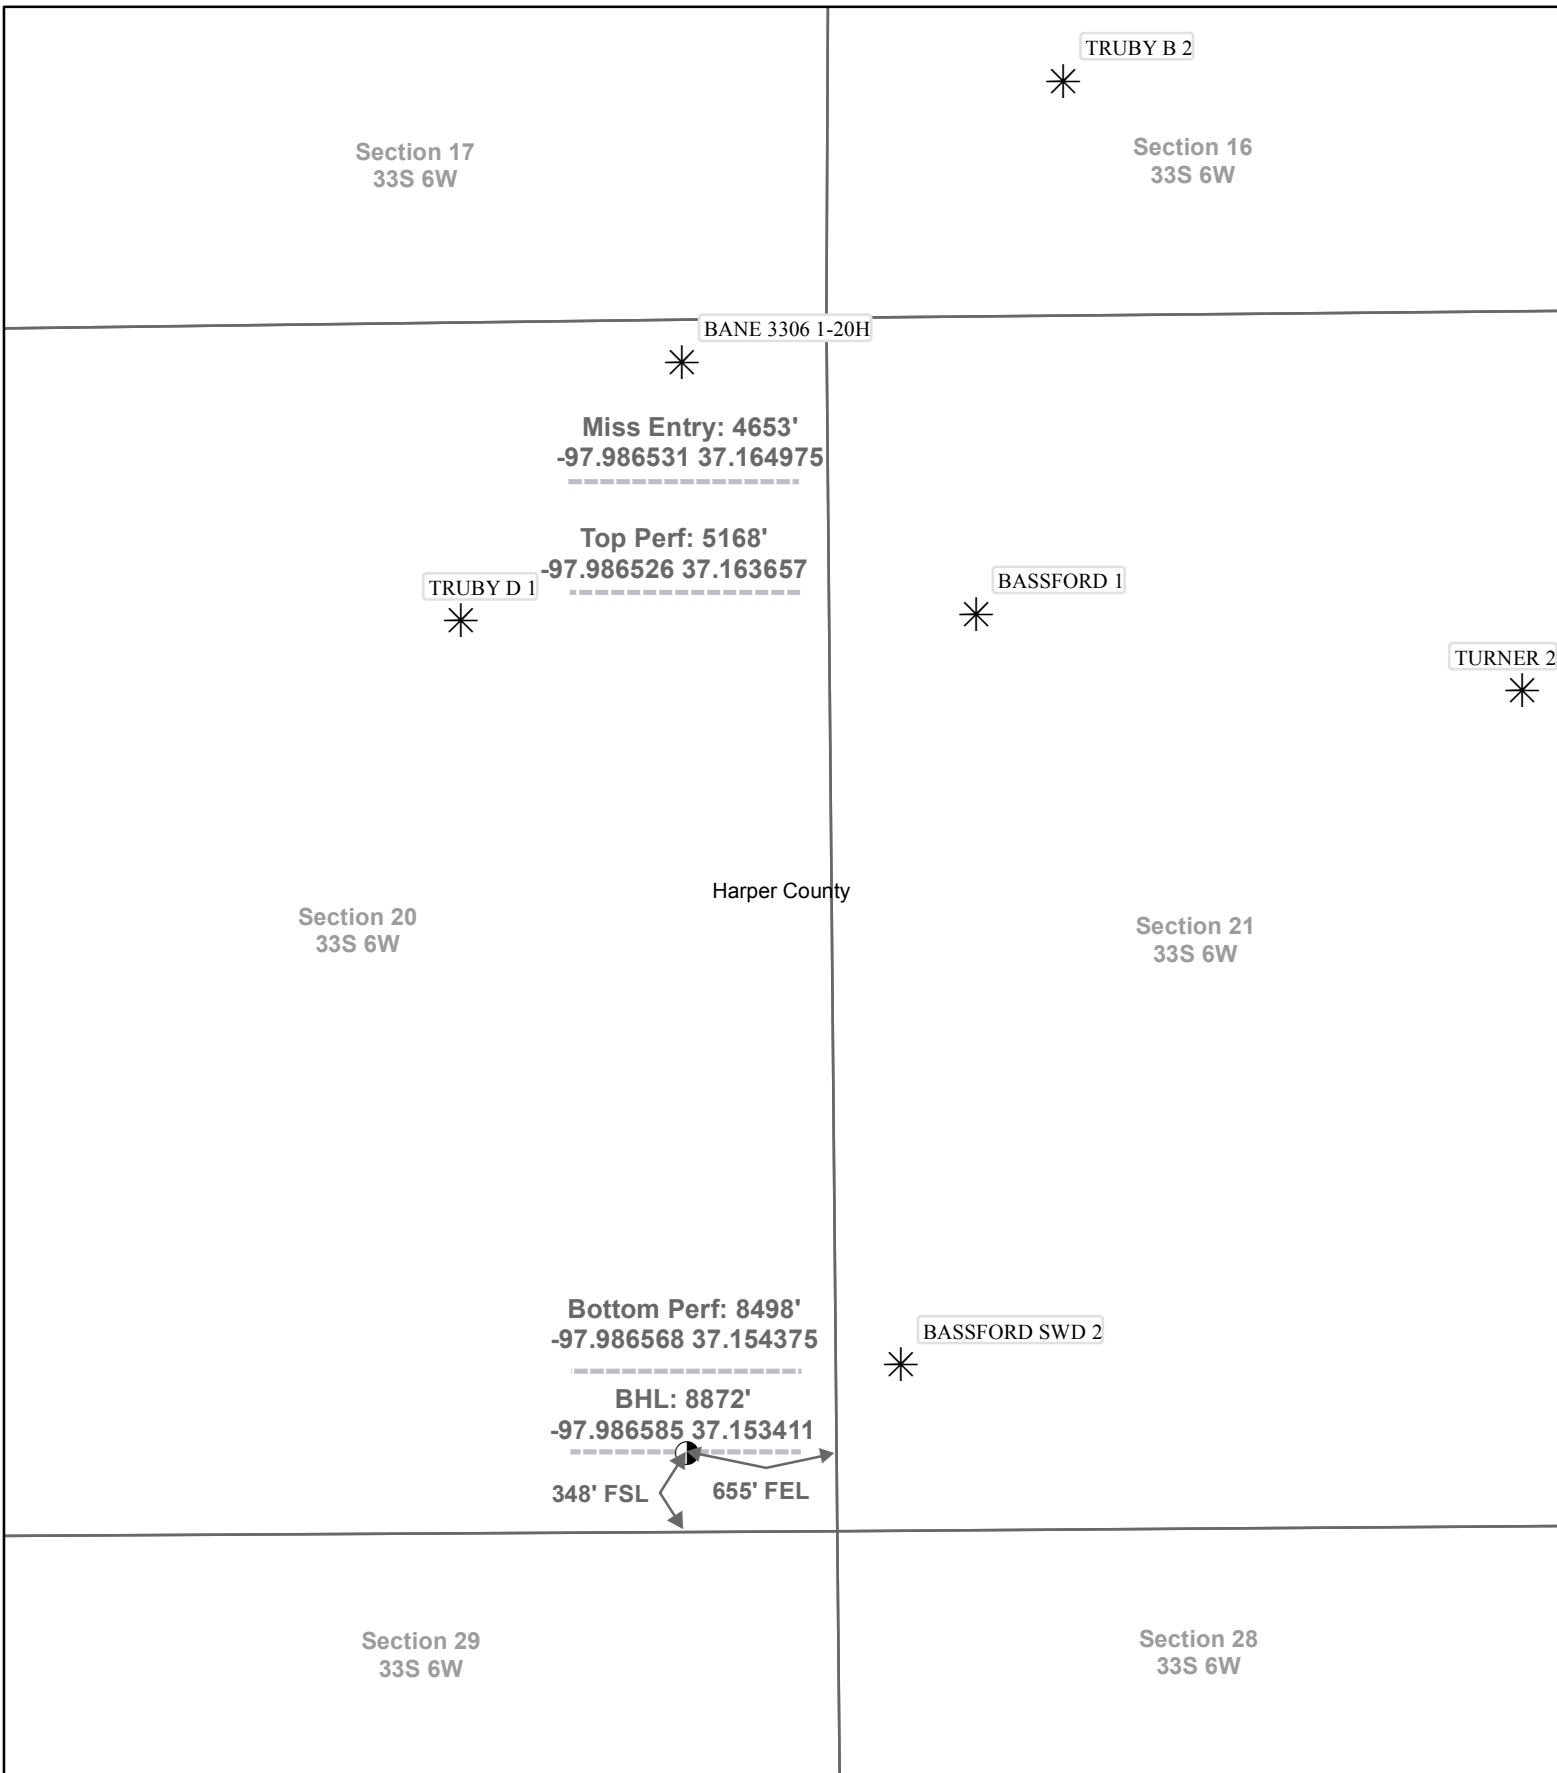 TRUBY B 2
Section 17
33S 6W
Section 16
33S 6W
BANE 3306 1-20H
Miss Entry: 4653'
-97.986531 37.164975
Top Perf: 5168'
-97.986526 37.163657
TRUBY D 1
BASSFORD 1
TURNER 2
Harper County
Section 20
33S 6W
Section 21
33S 6W
Bottom Perf: 8498'
-97.986568 37.154375
BASSFORD SWD 2
BHL: 8872'
-97.986585 37.153411
348' FSL
655' FEL
Section 29
33S 6W
Section 28
33S 6W